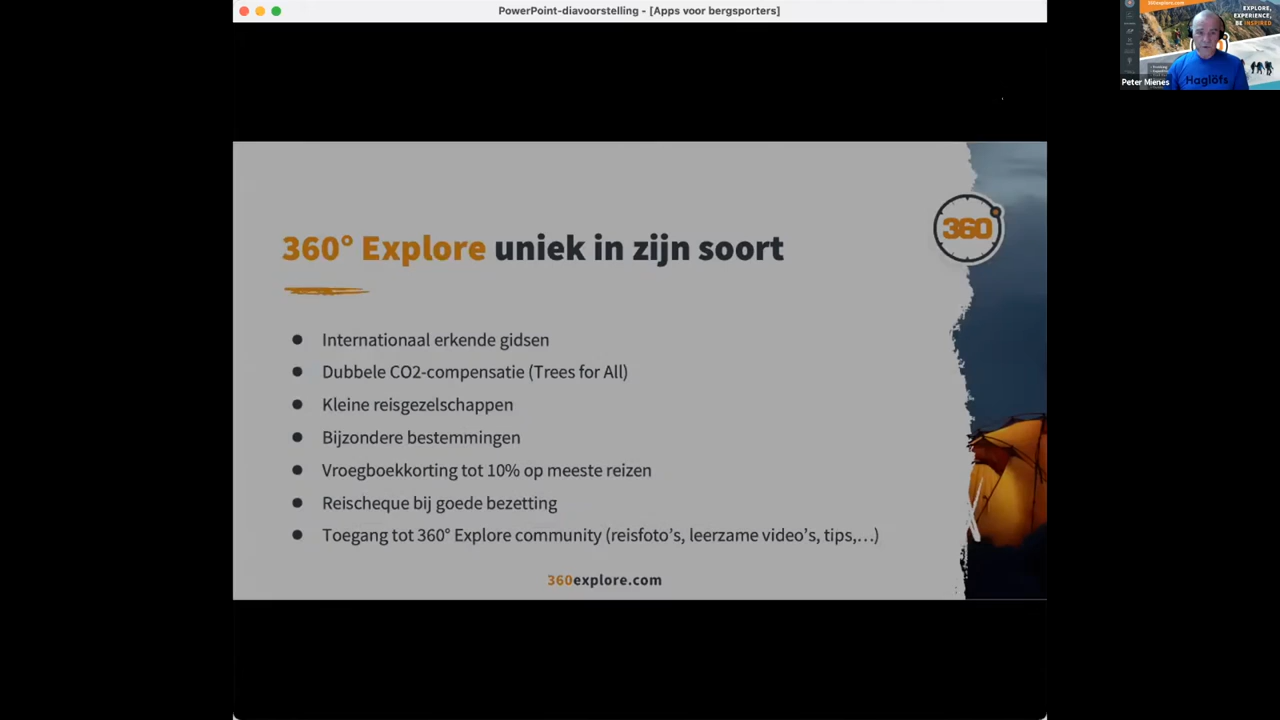 PowerPoint-diavoorstelling - [Apps voor bergsporters]
360explore.com
EXPLORE,
EXPERIENCE,
BE INSPIRED
Haglöfs
Peter Mienes
360
360° Explore uniek in zijn soort
● Internationaal erkende gidsen
● Dubbele CO2-compensatie (Trees for All)
● Kleine reisgezelschappen
● Bijzondere bestemmingen
● Vroegboekkorting tot 10% op meeste reizen
● Reischeque bij goede bezetting
● Toegang tot 360° Explore community (reisfoto’s, leerzame video’s, tips,…)
360explore.com